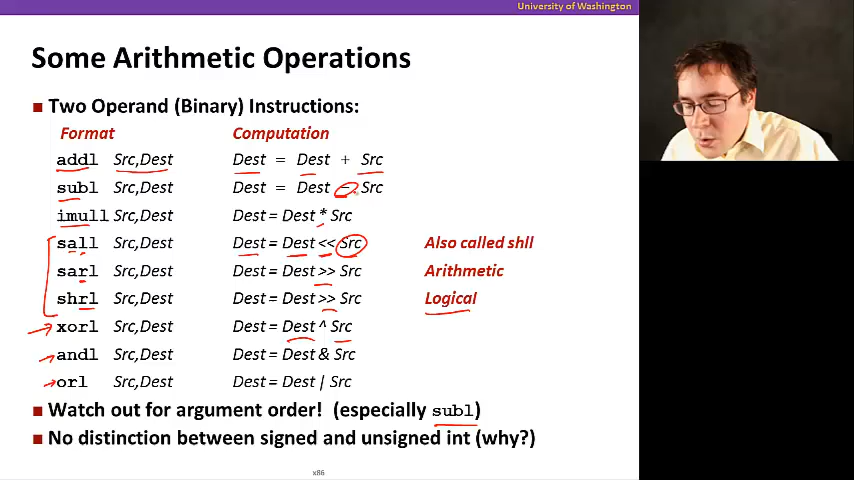 University of Washington
Some Arithmetic Operations
■ Two Operand (Binary) Instructions:
Format Computation
addl Src,Dest Dest = Dest + Src
subl Src,Dest Dest = Dest − Src
imull Src,Dest Dest = Dest * Src
sall Src,Dest Dest = Dest << Src Also called shll
sarl Src,Dest Dest = Dest >> Src Arithmetic
shrl Src,Dest Dest = Dest >> Src Logical
xorl Src,Dest Dest = Dest ^ Src
andl Src,Dest Dest = Dest & Src
orl Src,Dest Dest = Dest | Src
■ Watch out for argument order! (especially subl)
■ No distinction between signed and unsigned int (why?)
x86